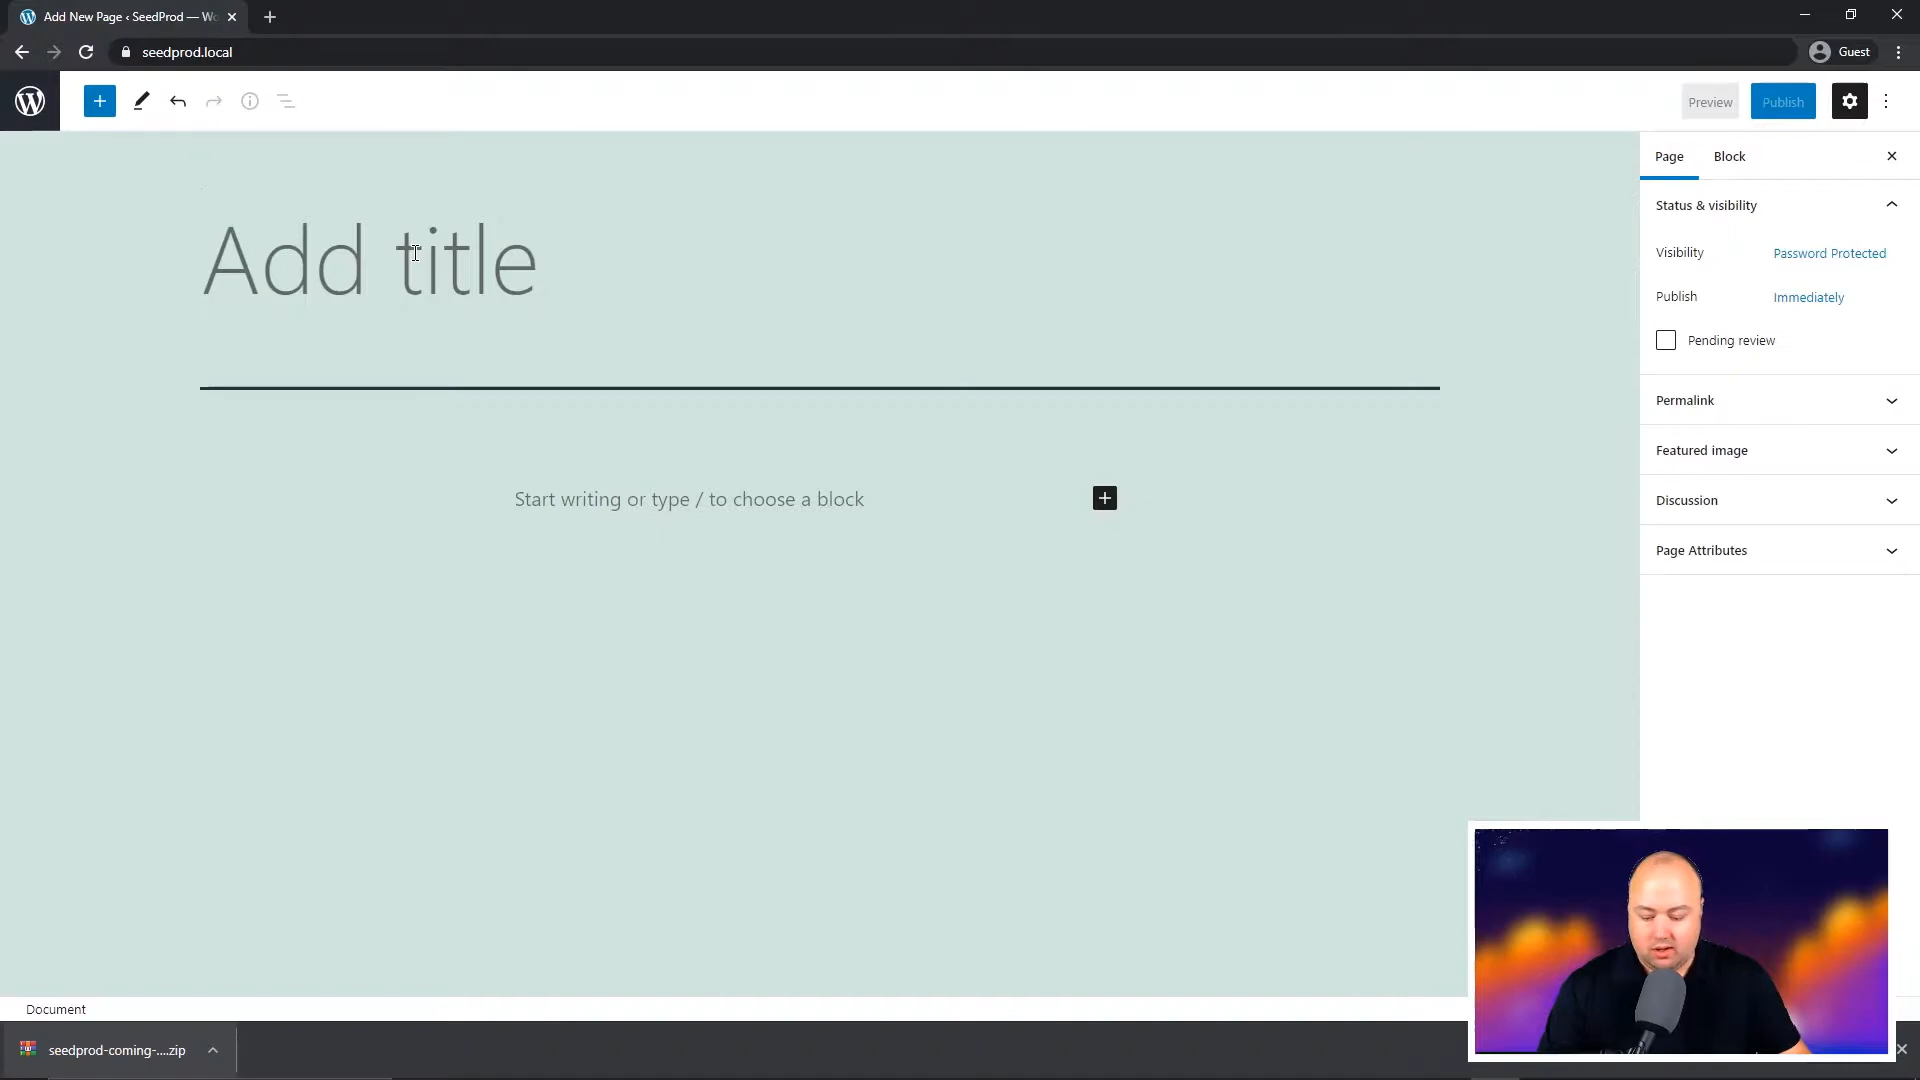 Add New Page ‹ SeedProd — Wo
seedprod.local
Guest
Preview
Publish
Page
Block
Status & visibility
Add title
Visibility
Password Protected
Publish
Immediately
Pending review
Permalink
Featured image
Start writing or type / to choose a block
Discussion
Page Attributes
Document
seedprod-coming-....zip